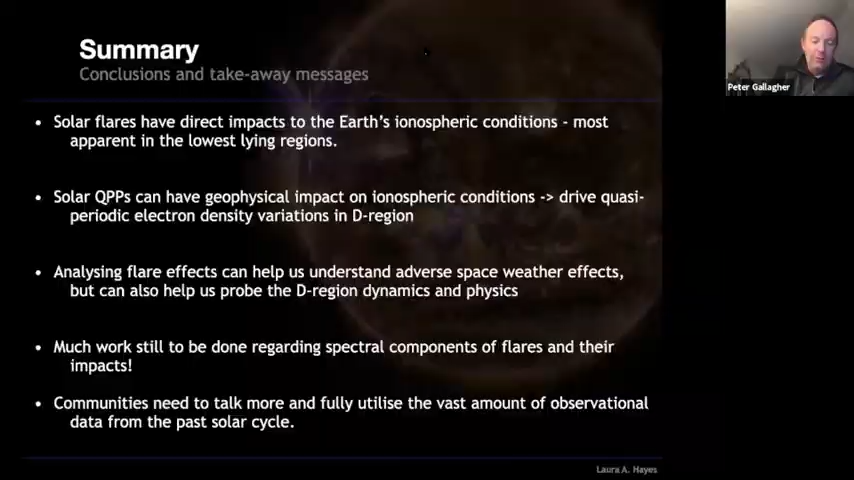 Summary
Conclusions and take-away messages
Peter Gallagher
• Solar flares have direct impacts to the Earth's ionospheric conditions - most
apparent in the lowest lying regions.
• Solar QPPs can have geophysical impact on ionospheric conditions -> drive quasi-
periodic electron density variations in D-region
• Analysing flare effects can help us understand adverse space weather effects,
but can also help us probe the D-region dynamics and physics
• Much work still to be done regarding spectral components of flares and their
impacts!
• Communities need to talk more and fully utilise the vast amount of observational
data from the past solar cycle.
Laura A. Hayes